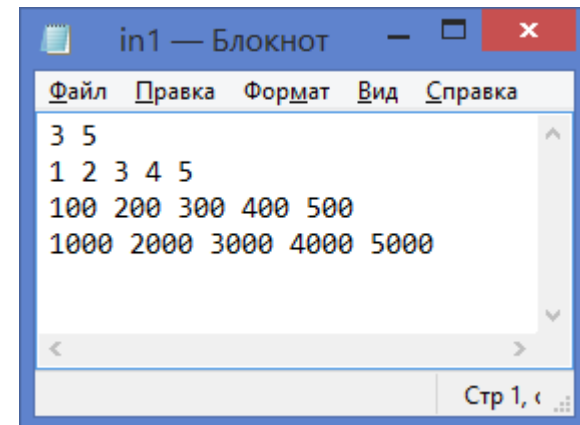 in1 — Блокнот
Файл Правка Формат Вид Справка
3 5
1 2 3 4 5
100 200 300 400 500
1000 2000 3000 4000 5000
Стр 1,